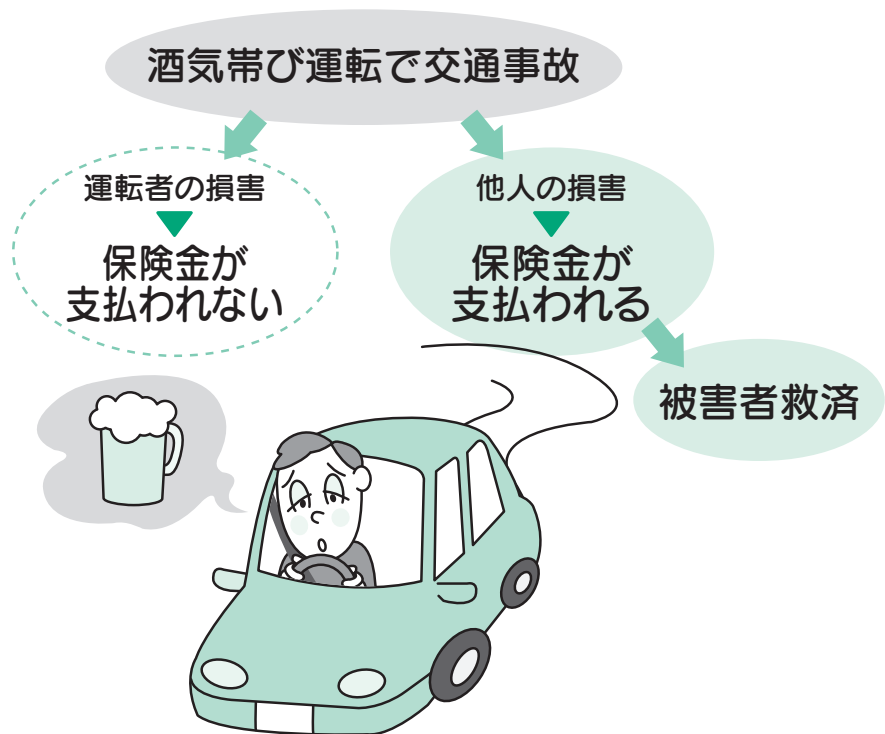 酒気帯び運転で交通事故
運転者の損害
保険金が
支払われない
他人の損害
保険金が
支払われる
被害者救済